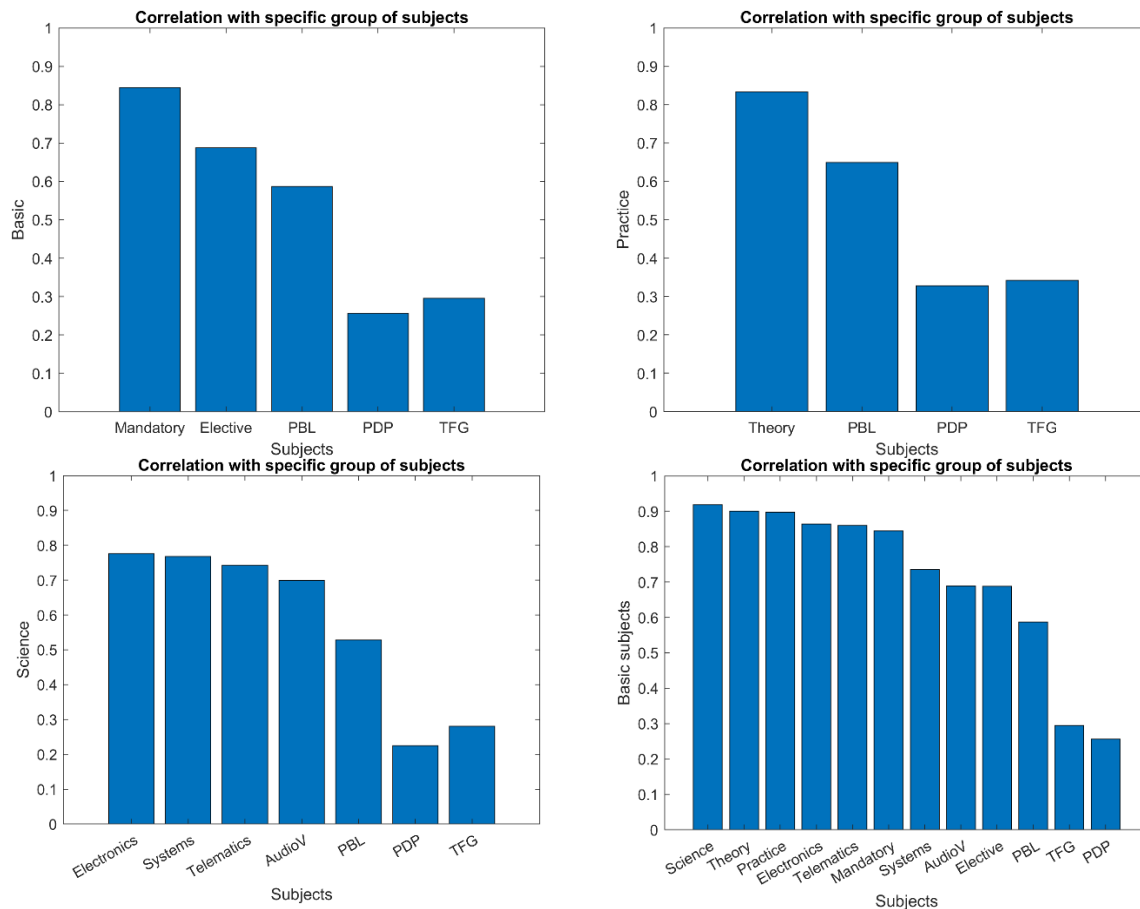 Correlation with specific group of subjects
1
0.9
0.8
0.7
0.6
0.5
0.4
0.3
0.2
0.1
0
Basic
Mandatory Elective PBL PDP TFG
Subjects
Correlation with specific group of subjects
1
0.9
0.8
0.7
0.6
0.5
0.4
0.3
0.2
0.1
0
Practice
Theory PBL PDP TFG
Subjects
Correlation with specific group of subjects
1
0.9
0.8
0.7
0.6
0.5
0.4
0.3
0.2
0.1
0
Science
Electronics Systems Telematics AudioV PBL PDP TFG
Subjects
Correlation with specific group of subjects
1
0.9
0.8
0.7
0.6
0.5
0.4
0.3
0.2
0.1
0
Basic subjects
Science Theory Practice Electronics Telematics Mandatory Systems AudioV Elective PBL TFG PDP
Subjects